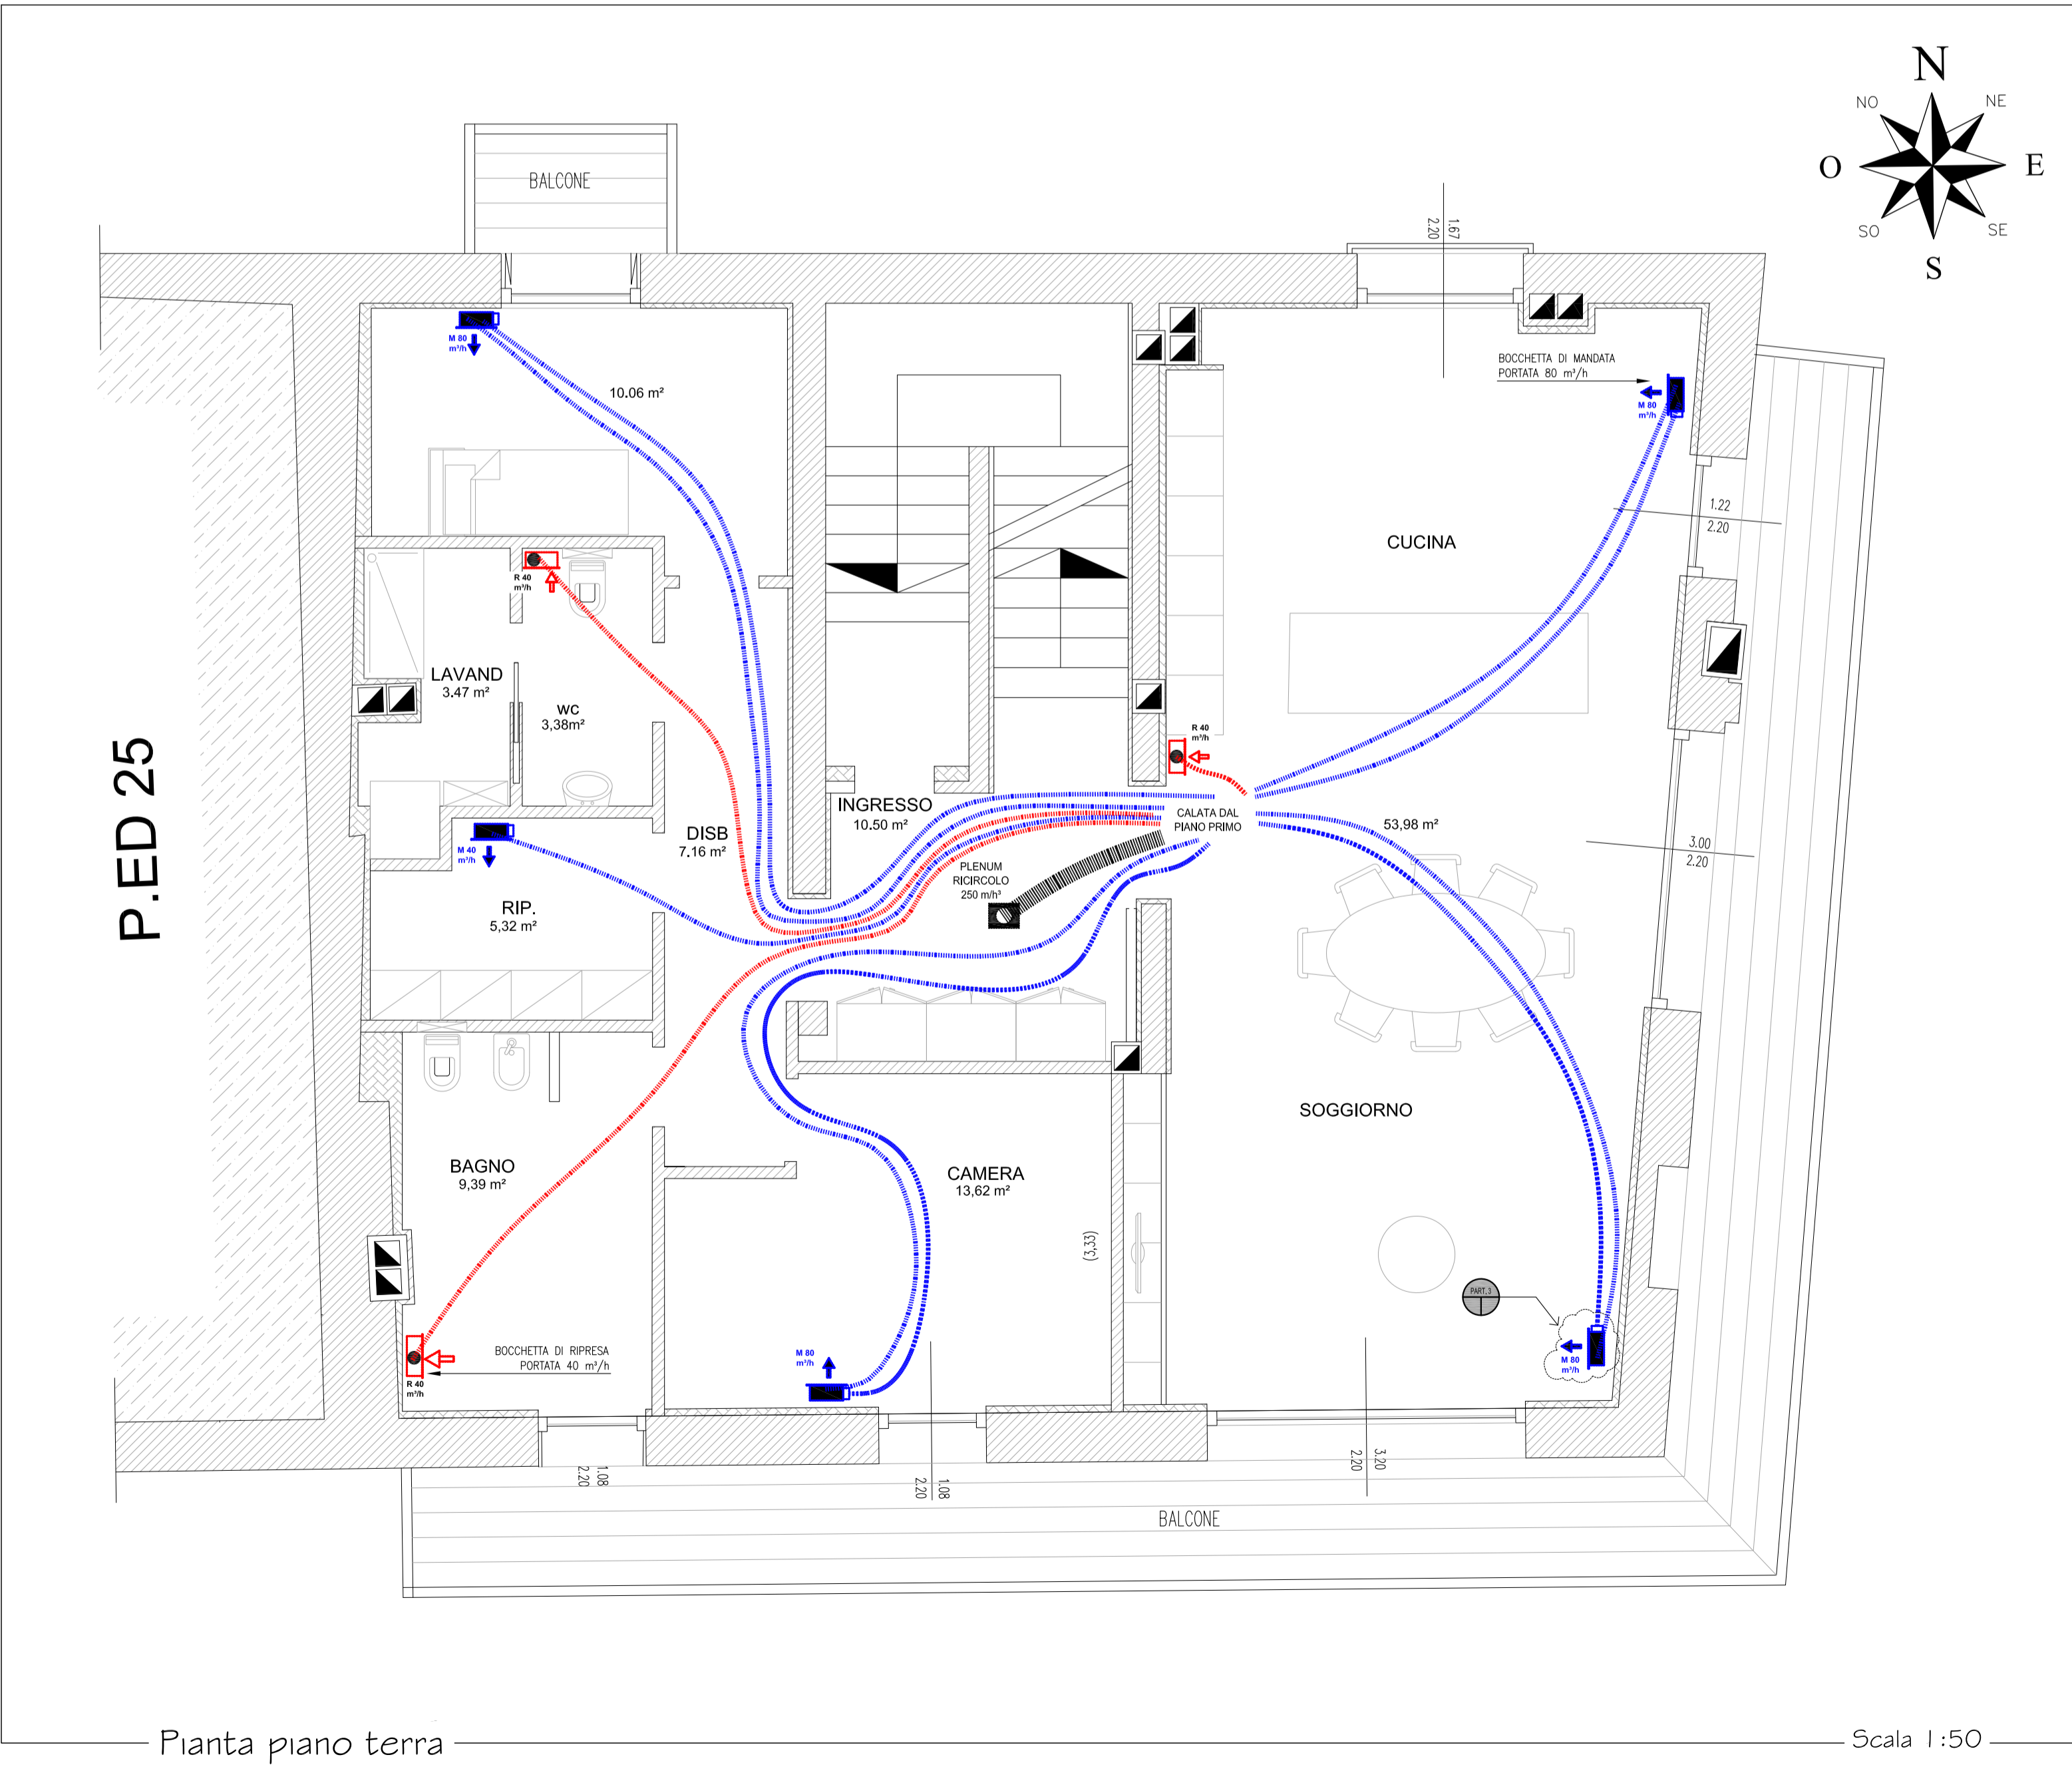 N
NO
NE
O
E
SO
SE
S
BALCONE
1.67
2.20
M 80
m³/h
10.06 m²
BOCCHETTA DI MANDATA
PORTATA 80 m³/h
M 80
m³/h
1.22
2.20
CUCINA
R 40
m³/h
LAVAND
3.47 m²
WC
3,38m²
R 40
m³/h
P.ED 25
INGRESSO
10.50 m²
CALATA DAL
PIANO PRIMO
53,98 m²
DISB
7.16 m²
M 40
m³/h
3.00
2.20
PLENUM
RICIRCOLO
250 m/h³
RIP.
5,32 m²
SOGGIORNO
BAGNO
9,39 m²
CAMERA
13,62 m²
(3,33)
PART.3
BOCCHETTA DI RIPRESA
PORTATA 40 m³/h
R 40
m³/h
M 80
m³/h
M 80
m³/h
1.08
2.20
1.08
2.20
3.20
2.20
BALCONE
Pianta piano terra
Scala 1:50